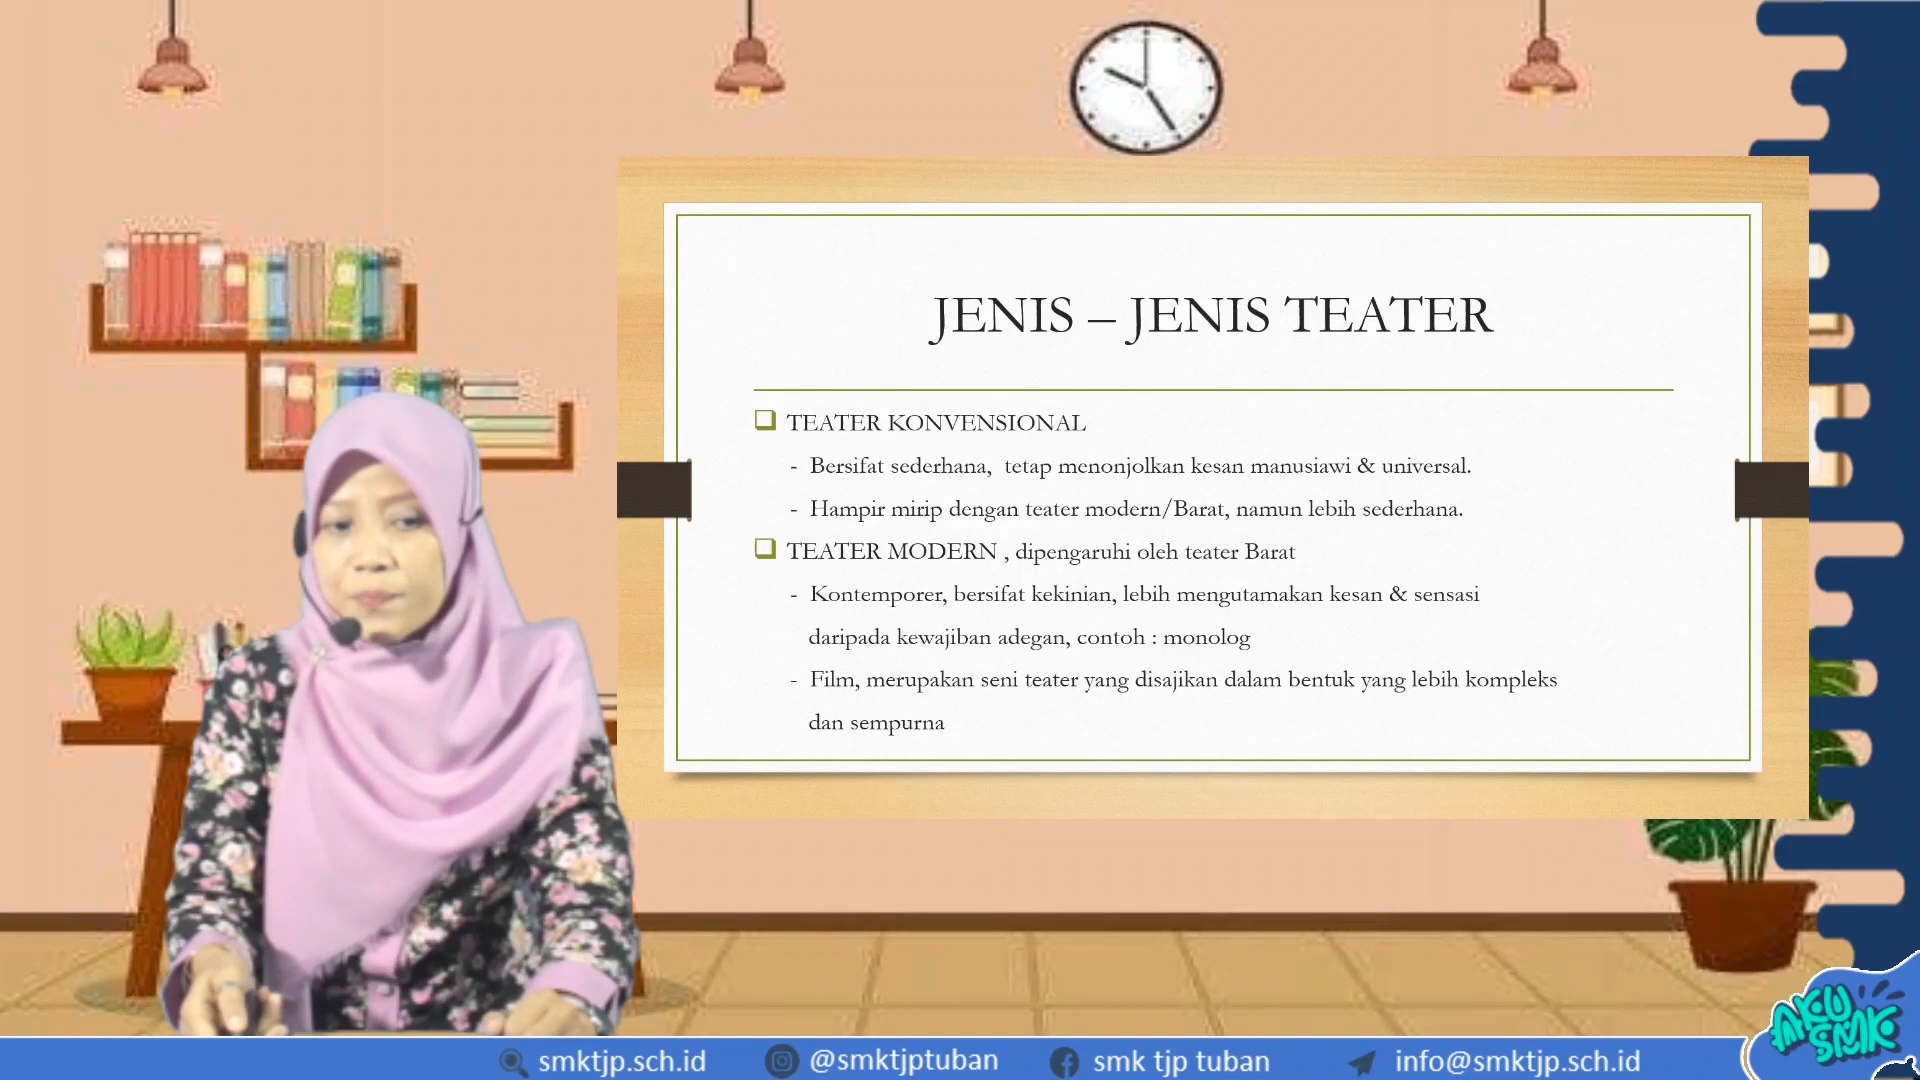 JENIS – JENIS TEATER
TEATER KONVENSIONAL
- Bersifat sederhana, tetap menonjolkan kesan manusiawi & universal.
- Hampir mirip dengan teater modern/Barat, namun lebih sederhana.
TEATER MODERN , dipengaruhi oleh teater Barat
- Kontemporer, bersifat kekinian, lebih mengutamakan kesan & sensasi
daripada kewajiban adegan, contoh : monolog
- Film, merupakan seni teater yang disajikan dalam bentuk yang lebih kompleks
dan sempurna
smktjp.sch.id @smktjptuban smk tjp tuban info@smktjp.sch.id
AKU
SMK